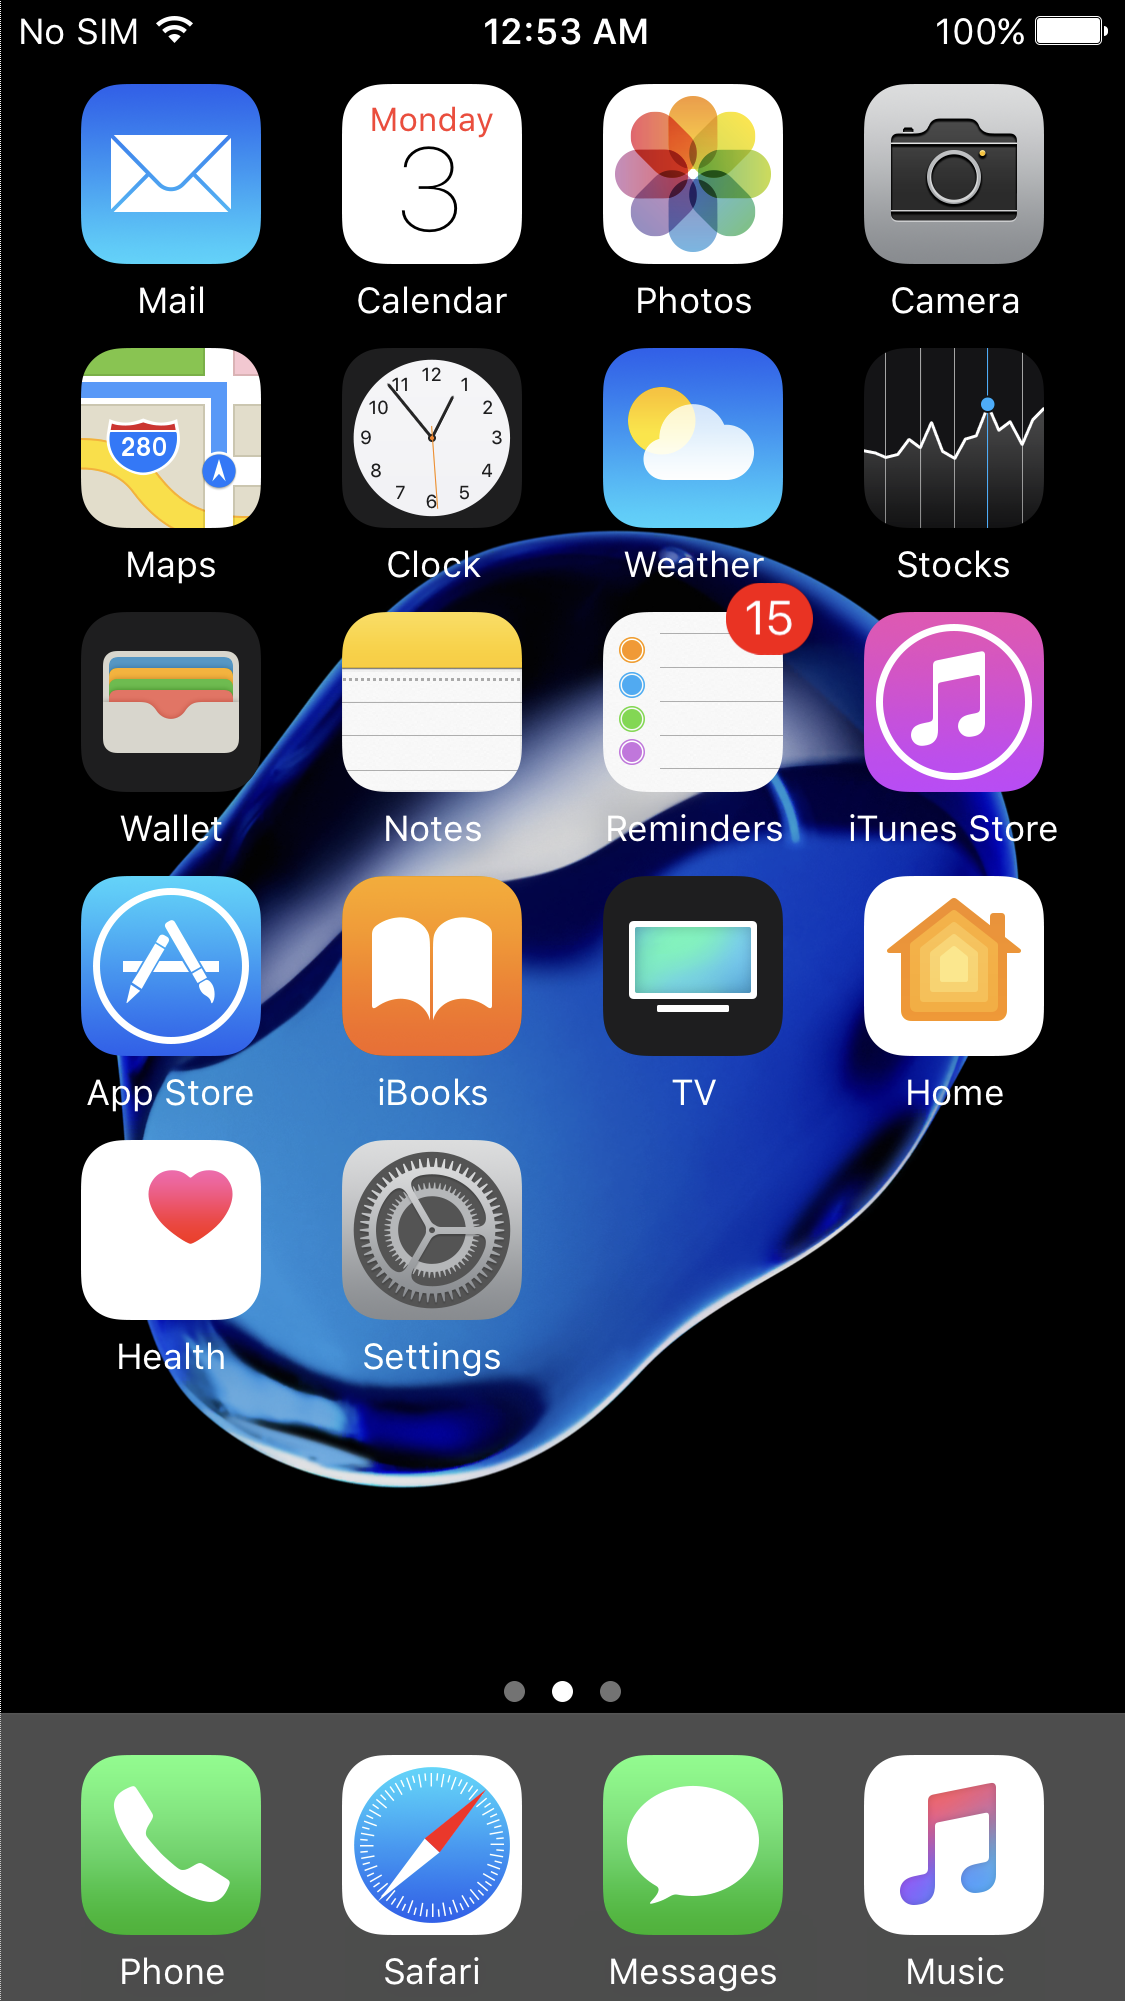 No SIM 12:53 AM 100%
Monday
3
Mail Calendar Photos Camera
280
12
11 1
10 2
9 3
8 4
7 5
6
Maps Clock Weather Stocks
15
Wallet Notes Reminders iTunes Store
App Store iBooks TV Home
Health Settings
Phone Safari Messages Music